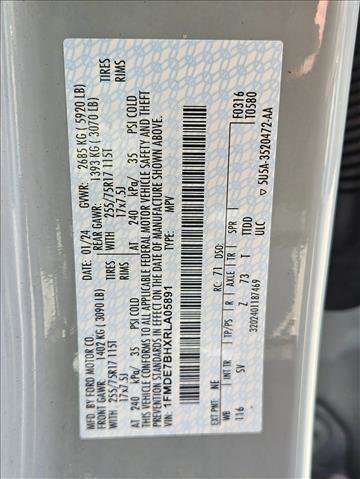 MFD. BY FORD MOTOR CO.
DATE: 01/24 GVWR: 2685 KG ( 5920 LB)
FRONT GAWR: 1402 KG (3090 LB) REAR GAWR: 1393 KG (3070 LB)
WITH 255/75R17 115T TIRES WITH 255/75R17 115T TIRES
17x7.5J RIMS 17x7.5J RIMS
AT 240 kPa/ 35 PSI COLD AT 240 kPa/ 35 PSI COLD
THIS VEHICLE CONFORMS TO ALL APPLICABLE FEDERAL MOTOR VEHICLE SAFETY AND THEFT
PREVENTION STANDARDS IN EFFECT ON THE DATE OF MANUFACTURE SHOWN ABOVE.
VIN: 1FMDE7BHXRLA05891
TYPE: MPV
F0316
T0580
EXT PNT: NE RC: 71 DSO:
WB INT TR TP/PS R AXLE TR SPR
116 SV Z 73 T TTDD
ULC
3202401187469
SU5A-3520472-AA